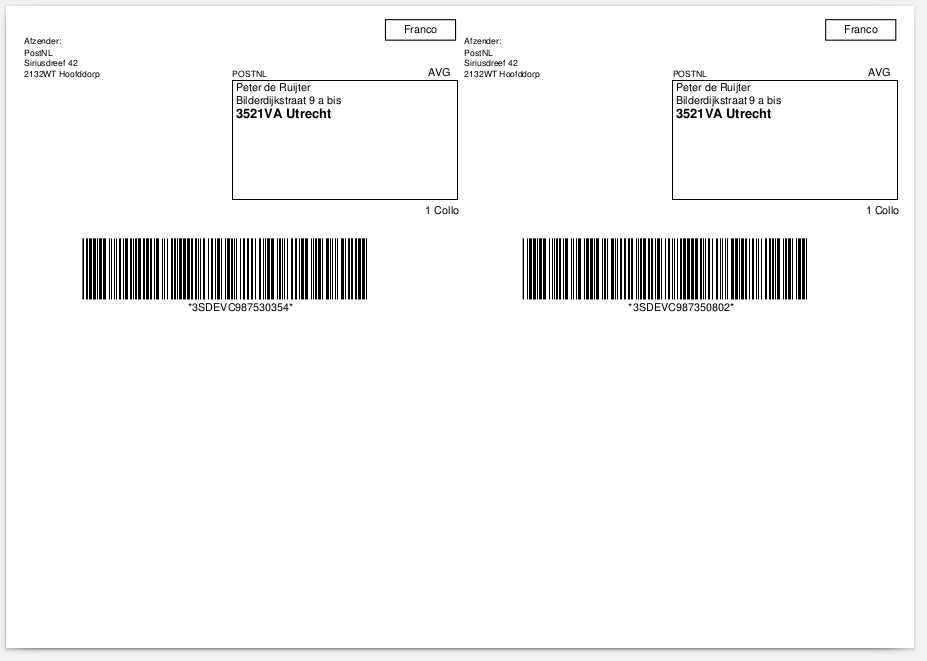 Franco
Afzender:
PostNL
Siriusdreef 42
2132WT Hoofddorp
POSTNL AVG
Peter de Ruijter
Bilderdijkstraat 9 a bis
3521VA Utrecht
1 Collo
*3SDEVC987530354*
Franco
Afzender:
PostNL
Siriusdreef 42
2132WT Hoofddorp
POSTNL AVG
Peter de Ruijter
Bilderdijkstraat 9 a bis
3521VA Utrecht
1 Collo
*3SDEVC987350802*